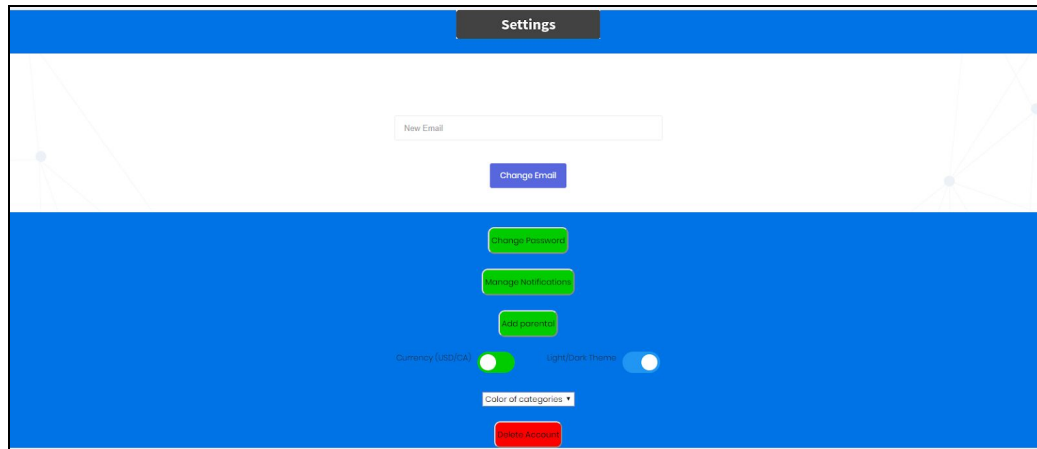 Settings
New Email
Change Email
Change Password
Manage Notifications
Add parental
Currency (USD/CA) Light/Dark Theme
Color of categories
Delete Account